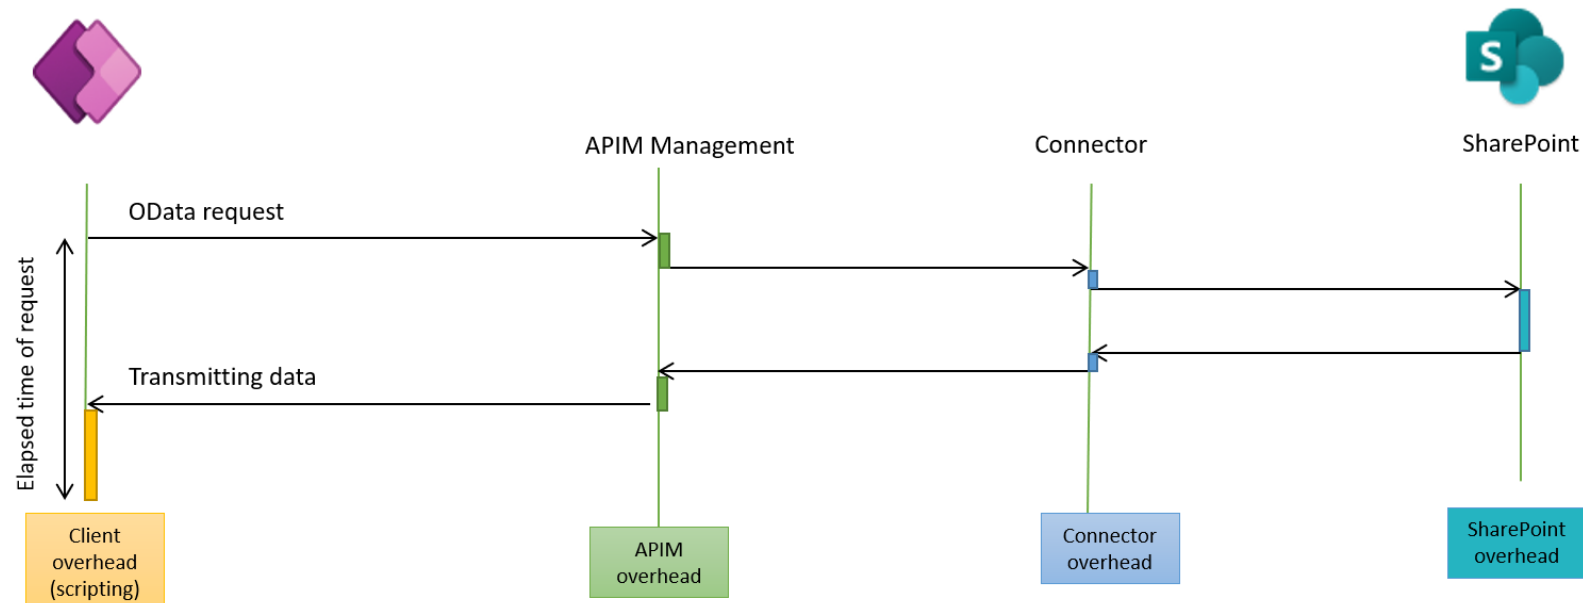 S
APIM Management
Connector
SharePoint
OData request
Elapsed time of request
Transmitting data
Client
overhead
(scripting)
APIM
overhead
Connector
overhead
SharePoint
overhead